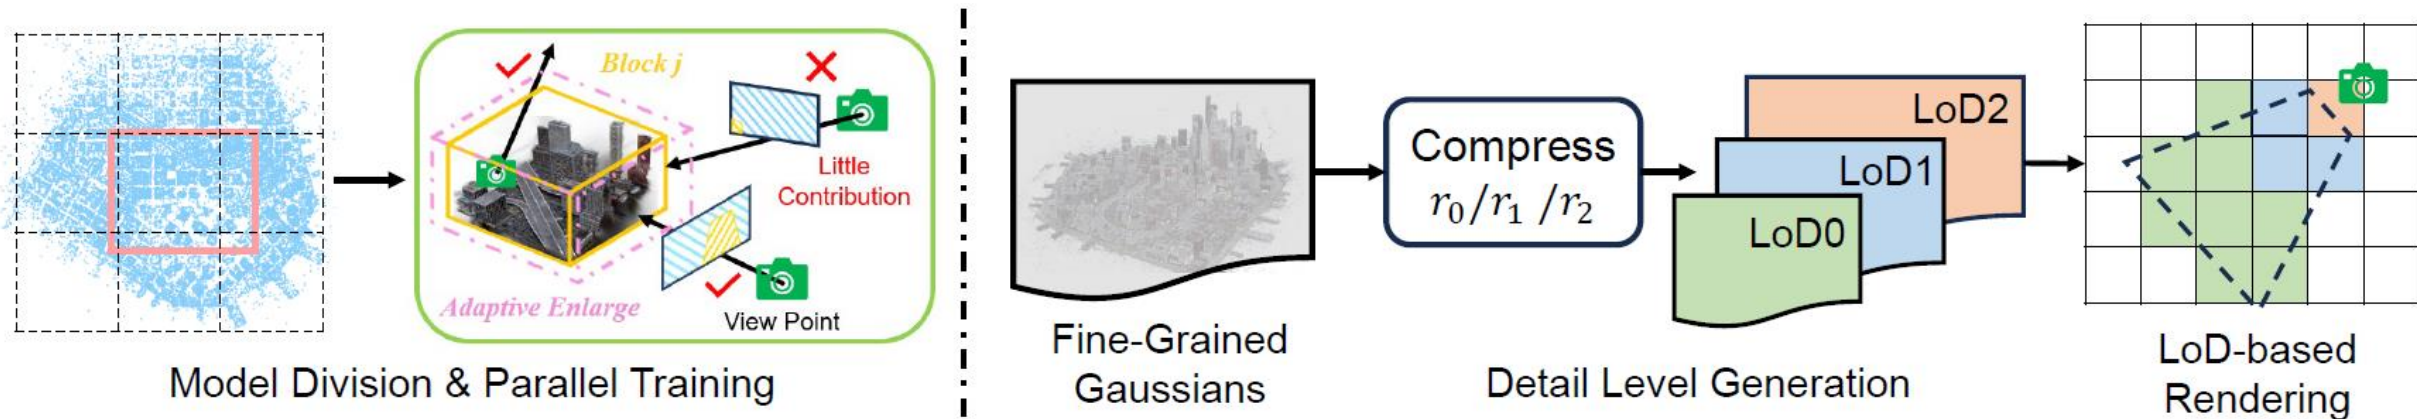 Block j
Little
Contribution
Adaptive Enlarge
View Point
Model Division & Parallel Training
Fine-Grained
Gaussians
Compress
r₀/r₁ /r₂
LoD2
LoD1
LoD0
Detail Level Generation
LoD-based
Rendering